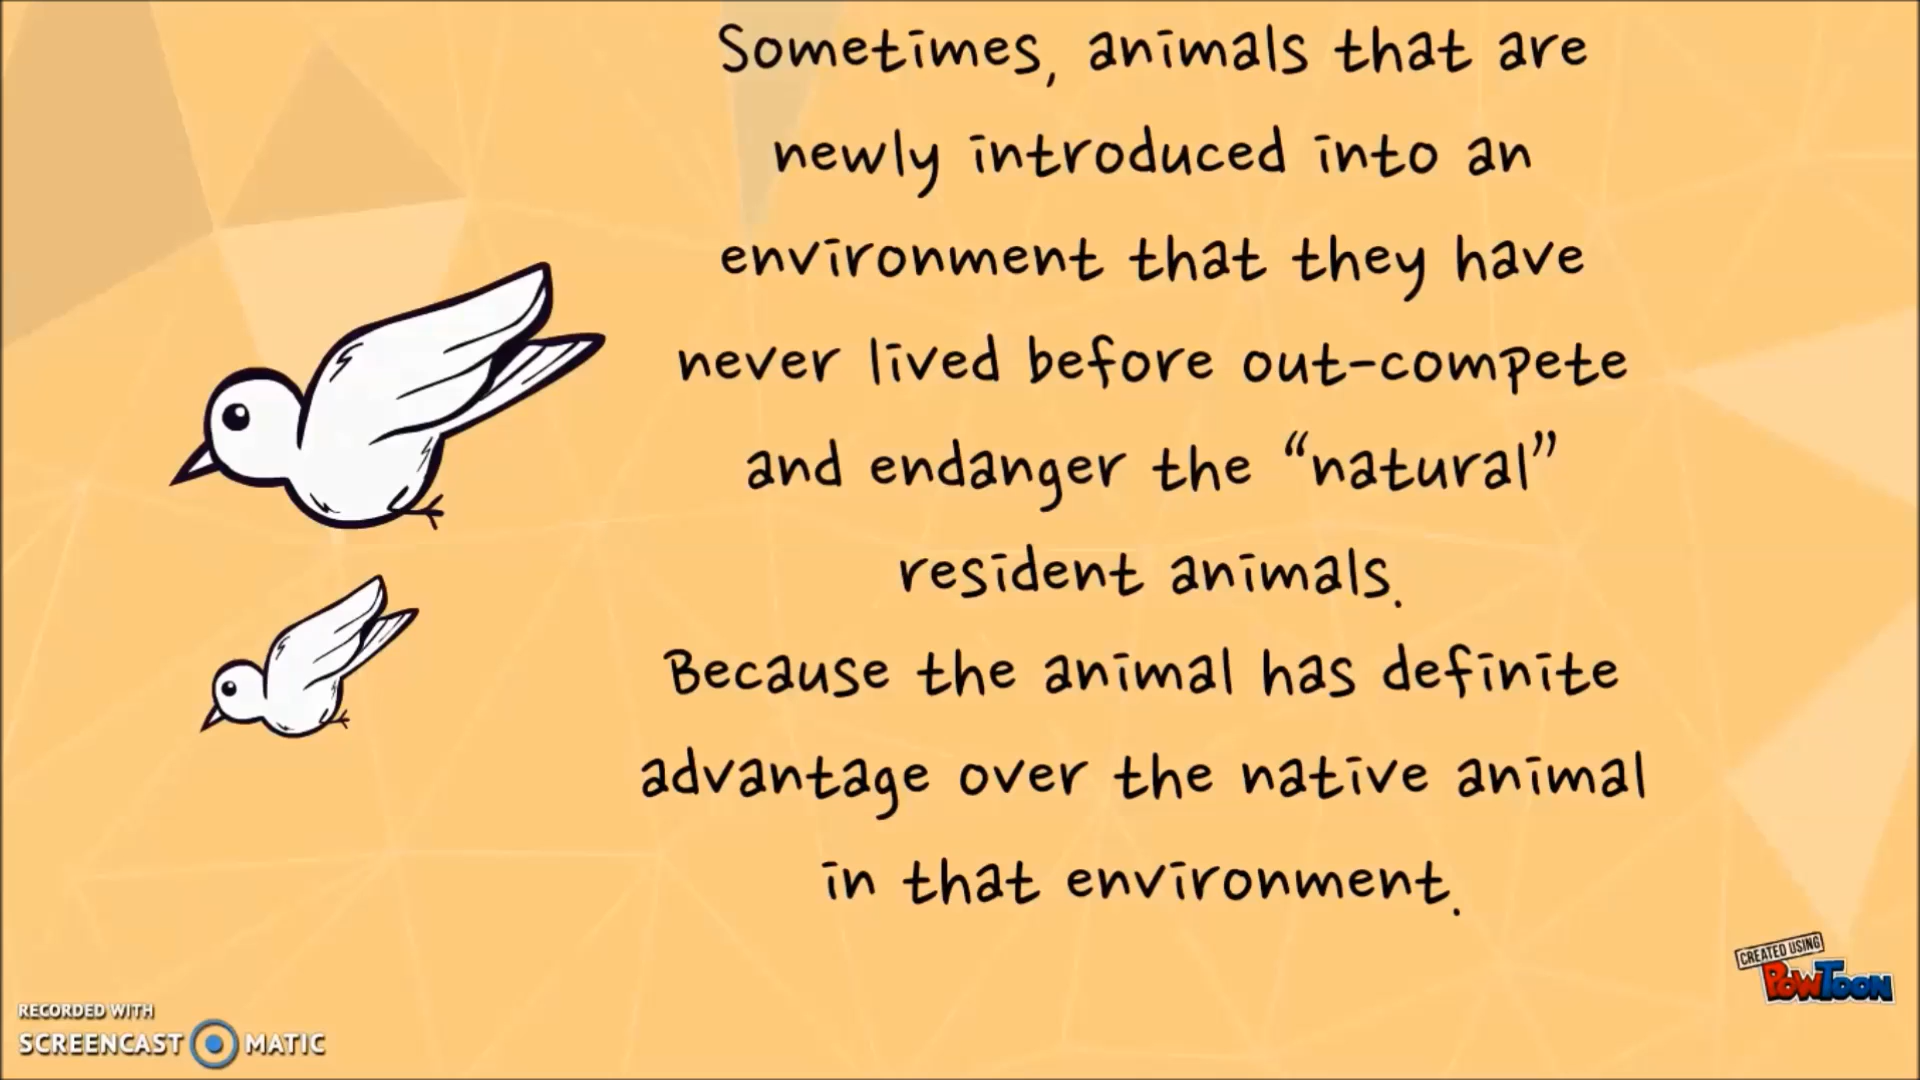 Sometimes, animals that are
newly introduced into an
environment that they have
never lived before out-compete
and endanger the “natural”
resident animals.
Because the animal has definite
advantage over the native animal
in that environment.
CREATED USING
POWTOON
RECORDED WITH
SCREENCAST MATIC